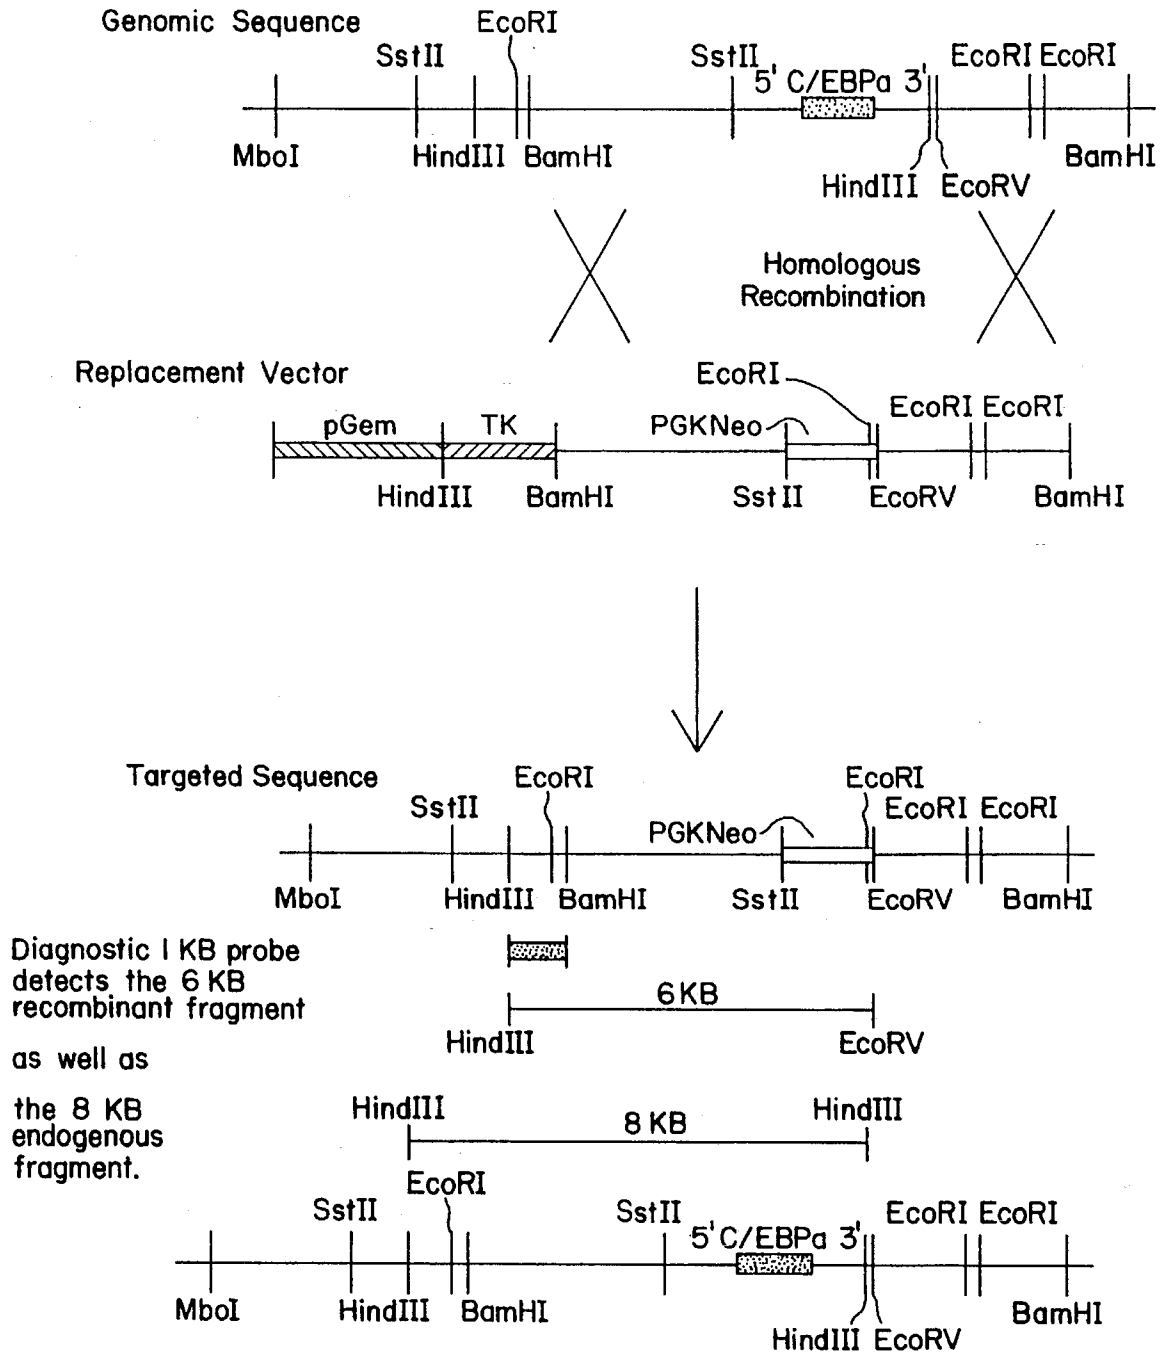 Genomic Sequence
EcoRI
SstII
SstII
5' C/EBPa 3'
EcoRI EcoRI
MboI
HindIII
BamHI
HindIII
EcoRV
BamHI
Homologous
Recombination
Replacement Vector
EcoRI
pGem
TK
PGKNeo
EcoRI EcoRI
HindIII
BamHI
SstII
EcoRV
BamHI
Targeted Sequence
EcoRI
EcoRI
SstII
PGKNeo
EcoRI EcoRI
MboI
HindIII
BamHI
SstII
EcoRV
BamHI
Diagnostic 1 KB probe
detects the 6 KB
recombinant fragment
6 KB
HindIII
EcoRV
as well as
the 8 KB
endogenous
fragment.
HindIII
8 KB
HindIII
EcoRI
SstII
SstII
5' C/EBPa 3'
EcoRI EcoRI
MboI
HindIII
BamHI
HindIII
EcoRV
BamHI